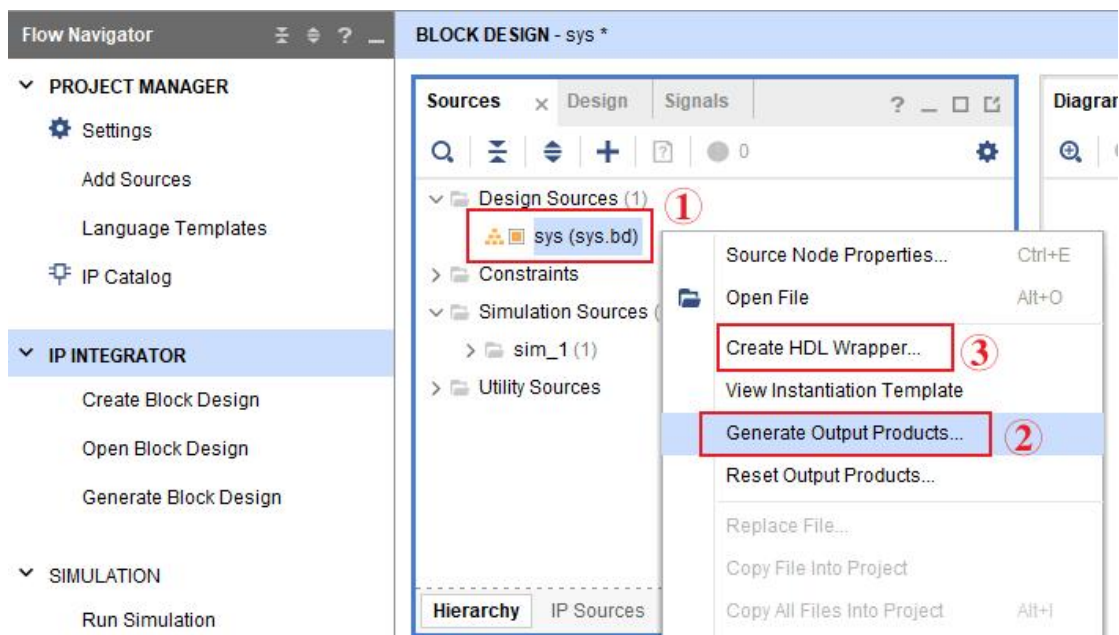 Flow Navigator
BLOCK DESIGN - sys *
PROJECT MANAGER
Settings
Add Sources
Language Templates
IP Catalog
IP INTEGRATOR
Create Block Design
Open Block Design
Generate Block Design
SIMULATION
Run Simulation
Sources
Design
Signals
0
Design Sources (1)
①
sys (sys.bd)
Constraints
Simulation Sources (
sim_1 (1)
Utility Sources
Hierarchy
IP Sources
Source Node Properties... Ctrl+E
Open File Alt+O
Create HDL Wrapper...
③
View Instantiation Template
Generate Output Products...
②
Reset Output Products...
Replace File...
Copy File Into Project
Copy All Files Into Project Alt+I